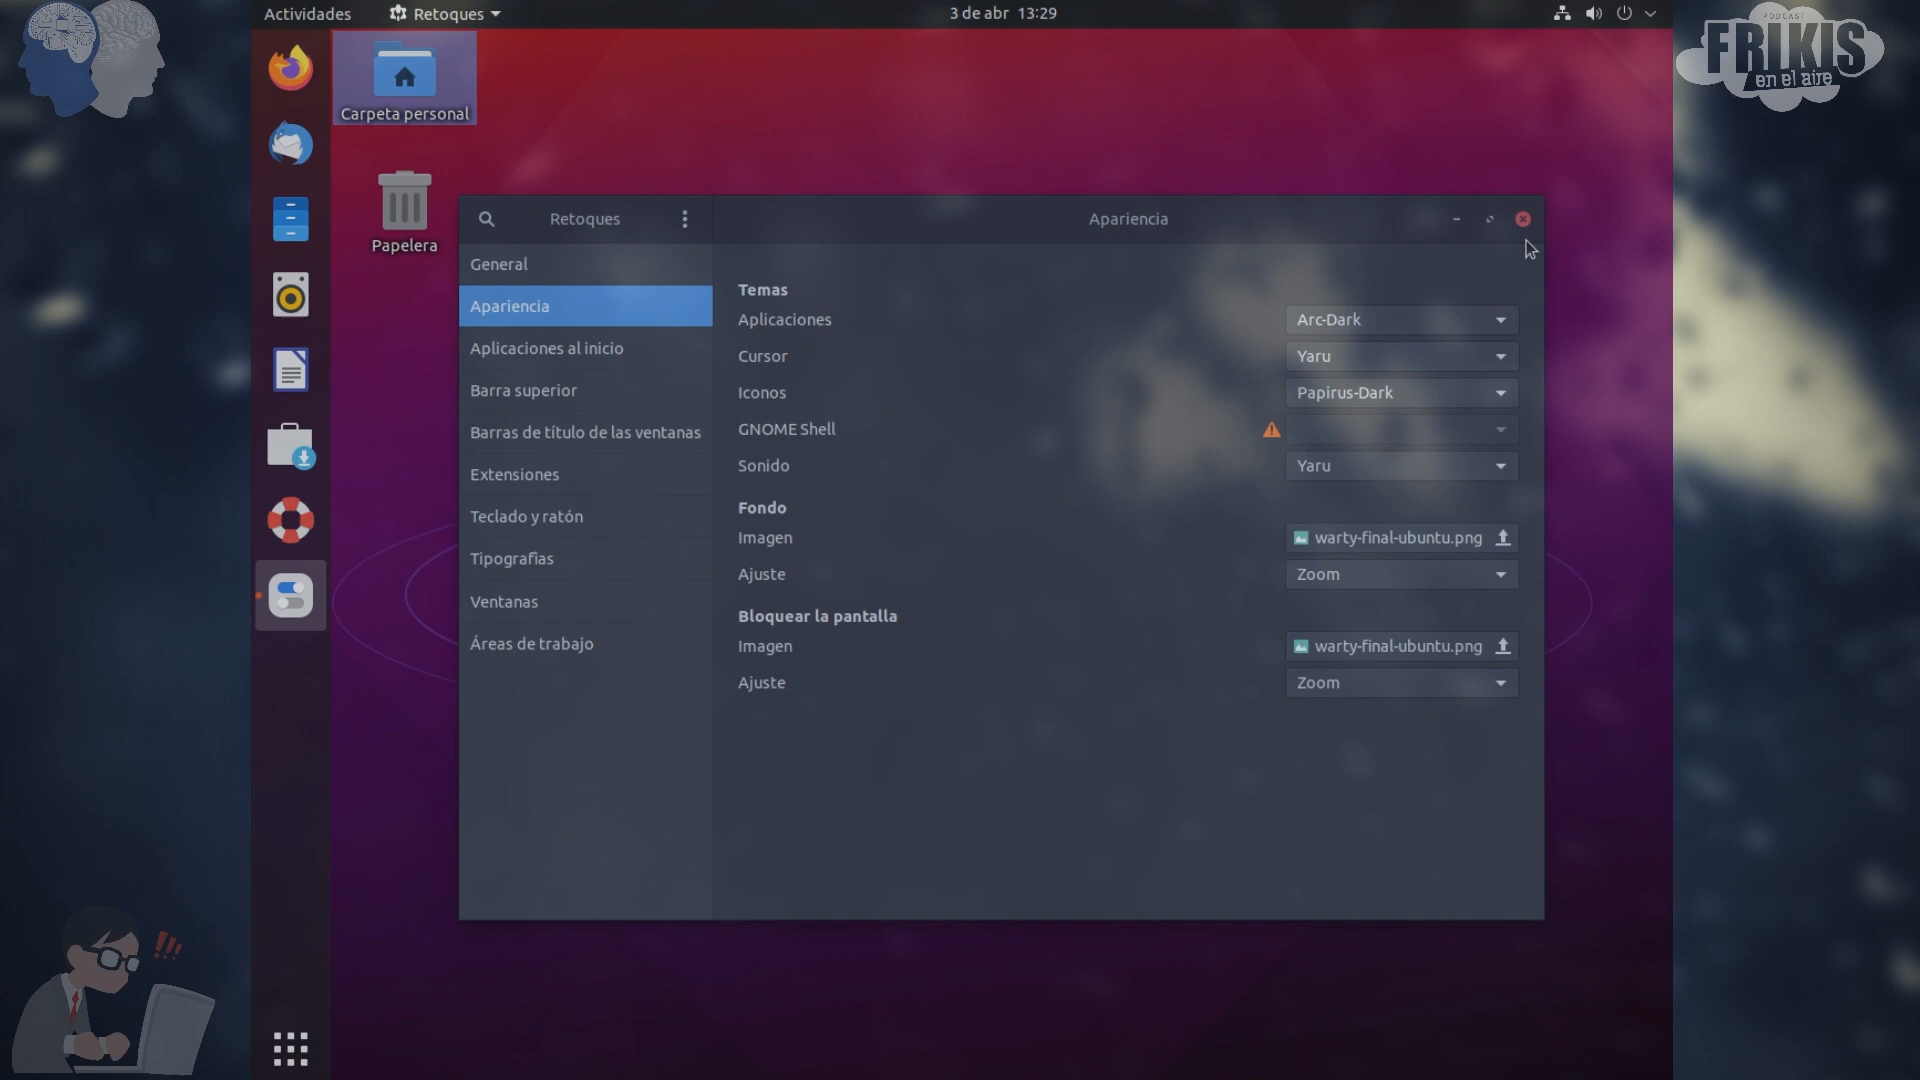 Actividades
Retoques
3 de abr 13:29
PODCAST
FRIKIS
en el aire
Carpeta personal
Papelera
Retoques
Apariencia
General
Apariencia
Aplicaciones al inicio
Barra superior
Barras de título de las ventanas
Extensiones
Teclado y ratón
Tipografías
Ventanas
Áreas de trabajo
Temas
Aplicaciones Arc-Dark
Cursor Yaru
Iconos Papirus-Dark
GNOME Shell
Sonido Yaru
Fondo
Imagen warty-final-ubuntu.png
Ajuste Zoom
Bloquear la pantalla
Imagen warty-final-ubuntu.png
Ajuste Zoom
!!!